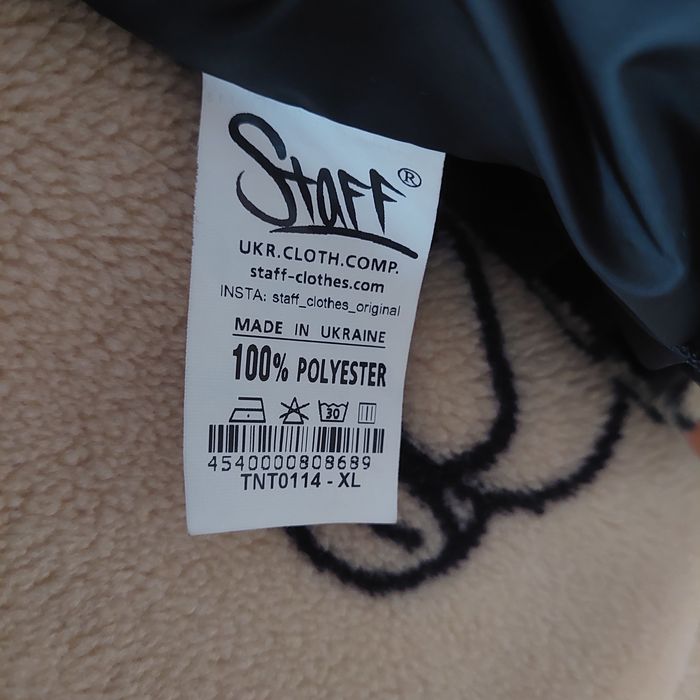 Staff®
UKR.CLOTH.COMP.
staff-clothes.com
INSTA: staff_clothes_original
MADE IN UKRAINE
100% POLYESTER
30
4540000808689
TNT0114 - XL